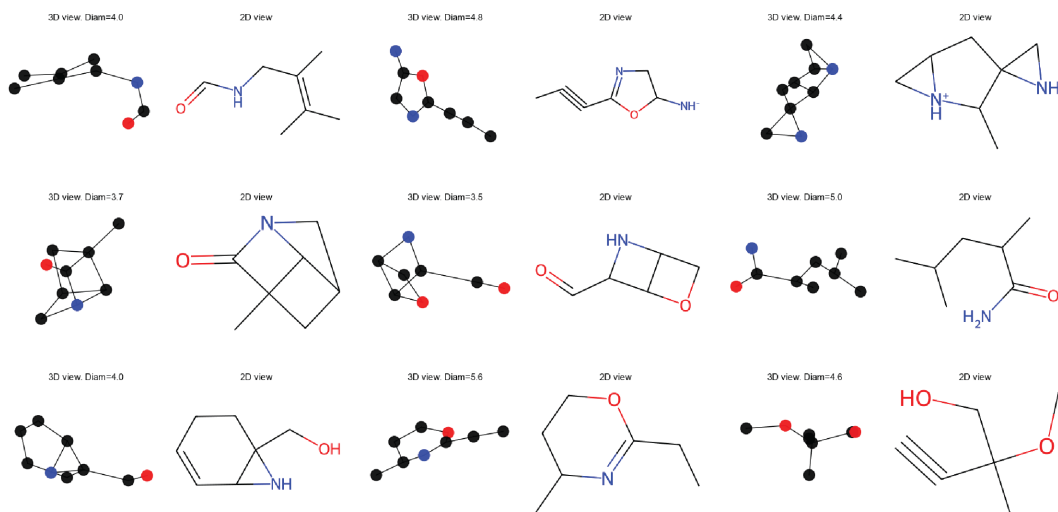 3D view. Diam=4.0 2D view 3D view. Diam=4.8 2D view 3D view. Diam=4.4 2D view
O N H
N O NH⁻
N H + NH
3D view. Diam=3.7 2D view 3D view. Diam=3.5 2D view 3D view. Diam=5.0 2D view
O N
O HN O
H₂N O
3D view. Diam=4.0 2D view 3D view. Diam=5.6 2D view 3D view. Diam=4.6 2D view
OH NH
O N
HO O